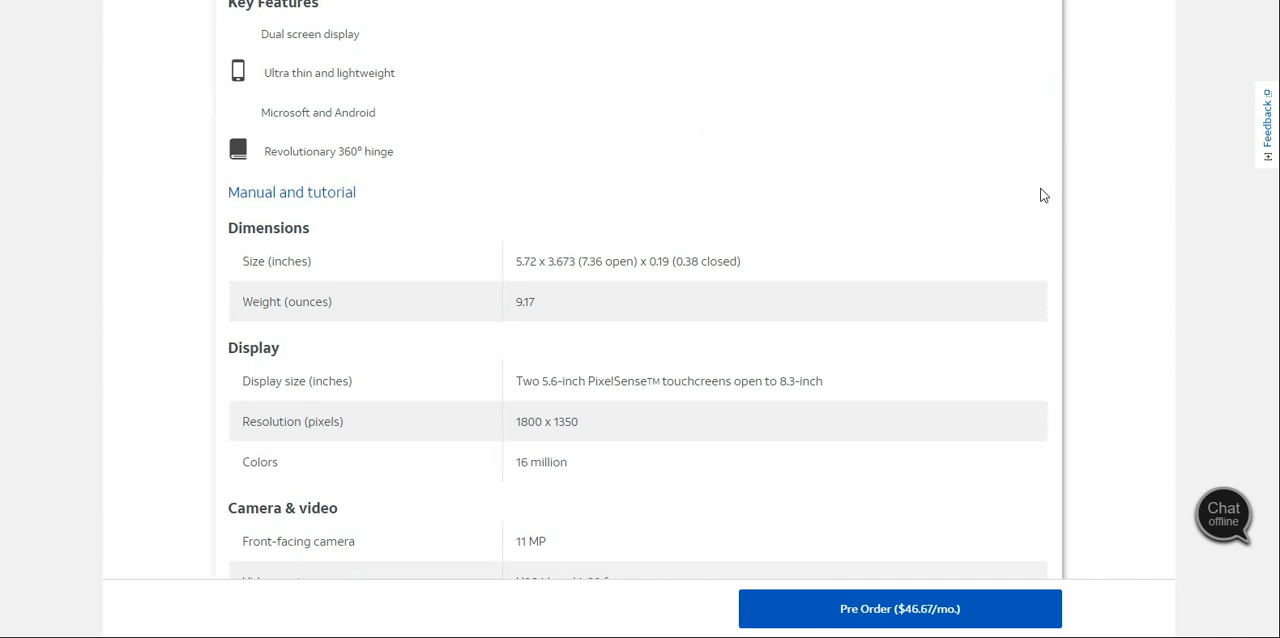 Key Features
Dual screen display
Ultra thin and lightweight
Microsoft and Android
Revolutionary 360º hinge
Manual and tutorial
Dimensions
Size (inches) 5.72 x 3.673 (7.36 open) x 0.19 (0.38 closed)
Weight (ounces) 9.17
Display
Display size (inches) Two 5.6-inch PixelSense™ touchscreens open to 8.3-inch
Resolution (pixels) 1800 x 1350
Colors 16 million
Camera & video
Front-facing camera 11 MP
Pre Order ($46.67/mo.)
[+] Feedback
Chat
offline